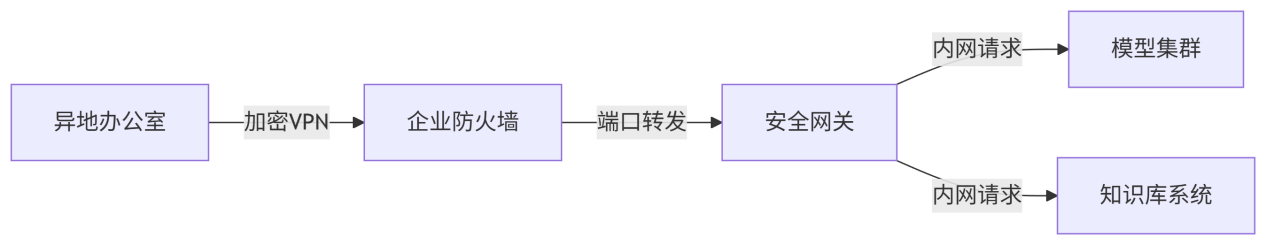 异地办公室
加密VPN
企业防火墙
端口转发
安全网关
内网请求
模型集群
内网请求
知识库系统